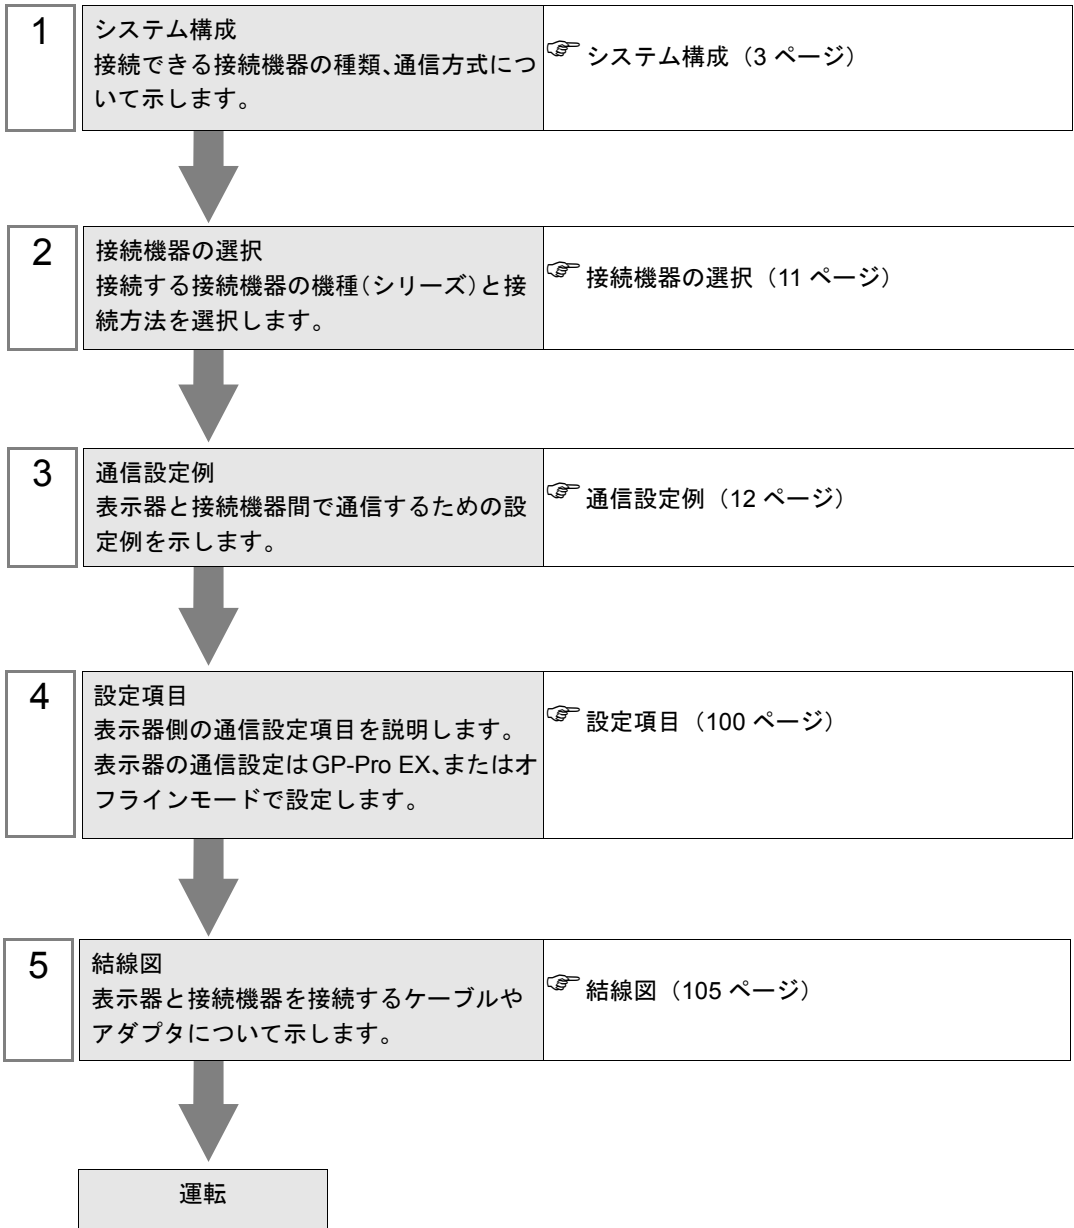 1
システム構成
接続できる接続機器の種類、通信方式につ
いて示します。
☞ システム構成（3 ページ）
2
接続機器の選択
接続する接続機器の機種（シリーズ）と接
続方法を選択します。
☞ 接続機器の選択（11 ページ）
3
通信設定例
表示器と接続機器間で通信するための設
定例を示します。
☞ 通信設定例（12 ページ）
4
設定項目
表示器側の通信設定項目を説明します。
表示器の通信設定はGP-Pro EX、またはオ
フラインモードで設定します。
☞ 設定項目（100 ページ）
5
結線図
表示器と接続機器を接続するケーブルや
アダプタについて示します。
☞ 結線図（105 ページ）
運転